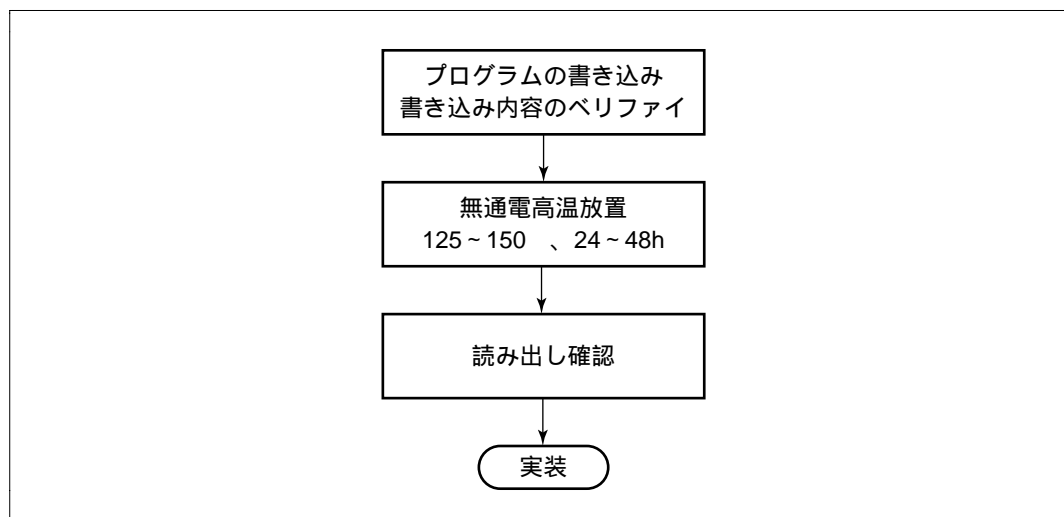 プログラムの書き込み
書き込み内容のベリファイ
無通電高温放置
125~150　、24~48h
読み出し確認
実装